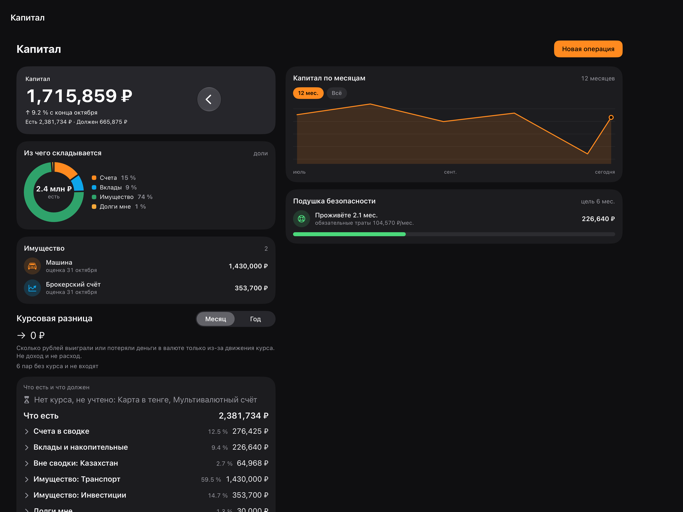 Капитал
Капитал
Новая операция
Капитал
1,715,859 ₽
↑ 9.2 % с конца октября
Есть 2,381,734 ₽ · Должен 665,875 ₽
Из чего складывается
доли
2.4 млн ₽
есть
Счета 15 %
Вклады 9 %
Имущество 74 %
Долги мне 1 %
Имущество
2
Машина
оценка 31 октября
1,430,000 ₽
Брокерский счёт
оценка 31 октября
353,700 ₽
Курсовая разница
Месяц
Год
→ 0 ₽
Сколько рублей выиграли или потеряли деньги в валюте только из-за движения курса.
Не доход и не расход.
6 пар без курса и не входят
Что есть и что должен
Нет курса, не учтено: Карта в тенге, Мультивалютный счёт
Что есть 2,381,734 ₽
Счета в сводке 12.5 % 276,425 ₽
Вклады и накопительные 9.4 % 226,640 ₽
Вне сводки: Казахстан 2.7 % 64,968 ₽
Имущество: Транспорт 59.5 % 1,430,000 ₽
Имущество: Инвестиции 14.7 % 353,700 ₽
Долги мне 1.3 % 30,000 ₽
Капитал по месяцам
12 месяцев
12 мес.
Всё
июль
сент.
сегодня
Подушка безопасности
цель 6 мес.
Проживёте 2.1 мес.
обязательные траты 104,570 ₽/мес.
226,640 ₽